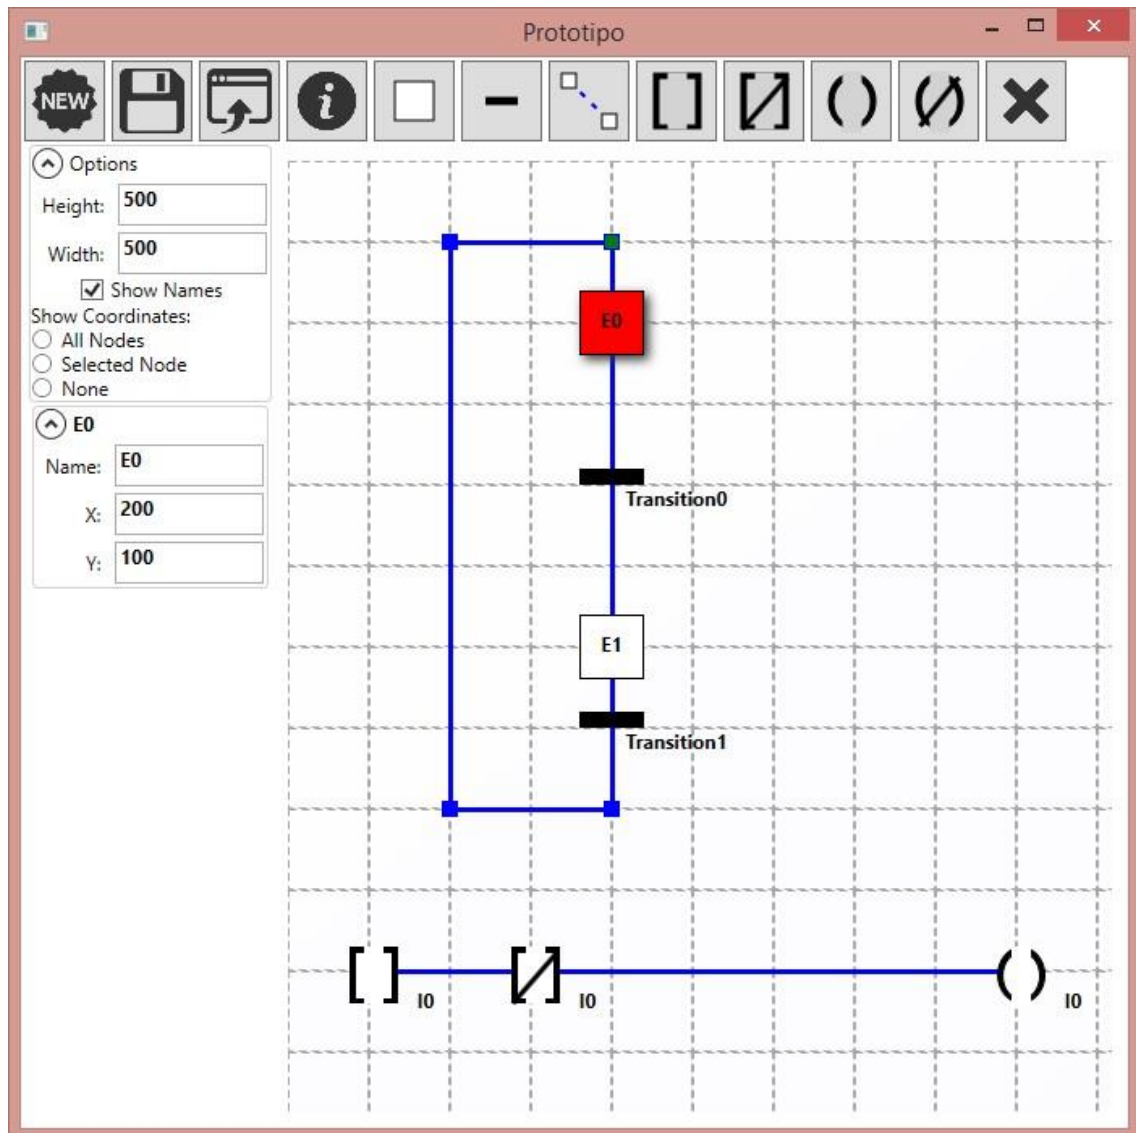 Prototipo
NEW
Options
Height: 500
Width: 500
Show Names
Show Coordinates:
All Nodes
Selected Node
None
E0
Name: E0
X: 200
Y: 100
E0
Transition0
E1
Transition1
I0 I0 I0